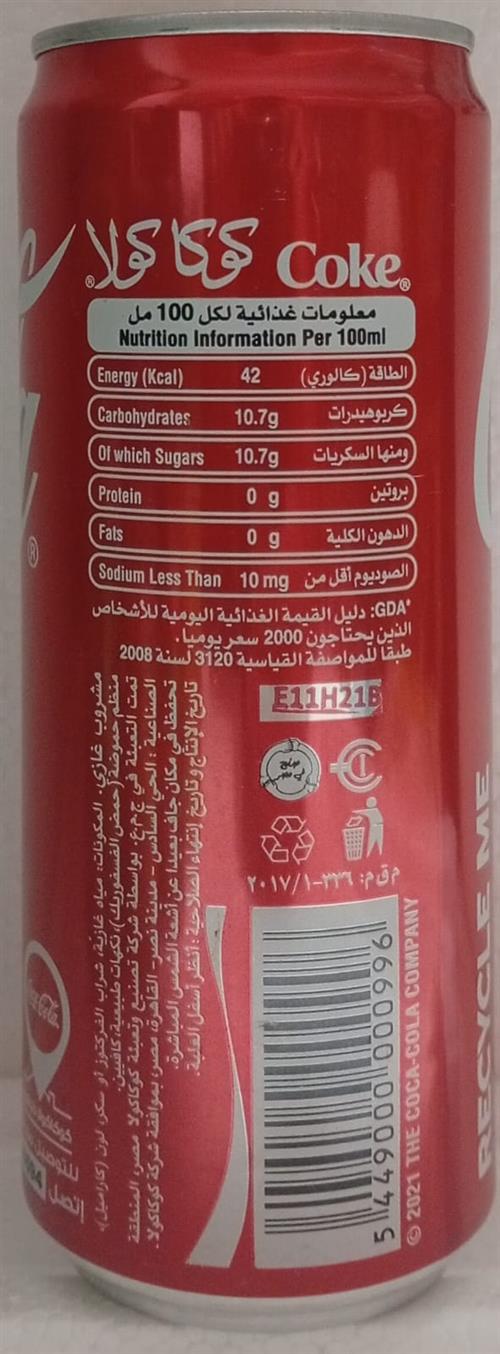 Coke® كوكا كولا®
معلومات غذائية لكل 100 مل
Nutrition Information Per 100ml
Energy (Kcal) 42 الطاقة (كالوري)
Carbohydrates 10.7g كربوهيدرات
Of which Sugars 10.7g ومنها السكريات
Protein 0 g بروتين
Fats 0 g الدهون الكلية
Sodium Less Than 10 mg الصوديوم أقل من
*GDA: دليل القيمة الغذائية اليومية للأشخاص
الذين يحتاجون 2000 سعر يوميا.
طبقا للمواصفة القياسية 3120 لسنة 2008
E11H21B
م ق م: ٣٣٦-٢٠١٧/١
مشروب غازي، المكونات: مياه غازية، شراب الفركتوز أو سكر، لون (كاراميل)،
منظم حموضة (حمض الفسفوريك)، نكهات طبيعية، كافيين.
تمت التعبئة في ج.م.ع. بواسطة شركة تصنيع وتعبئة كوكاكولا مصر، المنطقة
الصناعية: الحي السادس - مدينة نصر- القاهرة، مصر، بموافقة شركة كوكاكولا.
تحفظ في مكان جاف بعيدا عن أشعة الشمس المباشرة.
تاريخ الإنتاج وتاريخ إنتهاء الصلاحية: أنظر أسفل العلبة.
5 449000 000996
© 2021 THE COCA-COLA COMPANY
RECYCLE ME
Coca-Cola
للتوصيل
إتصل